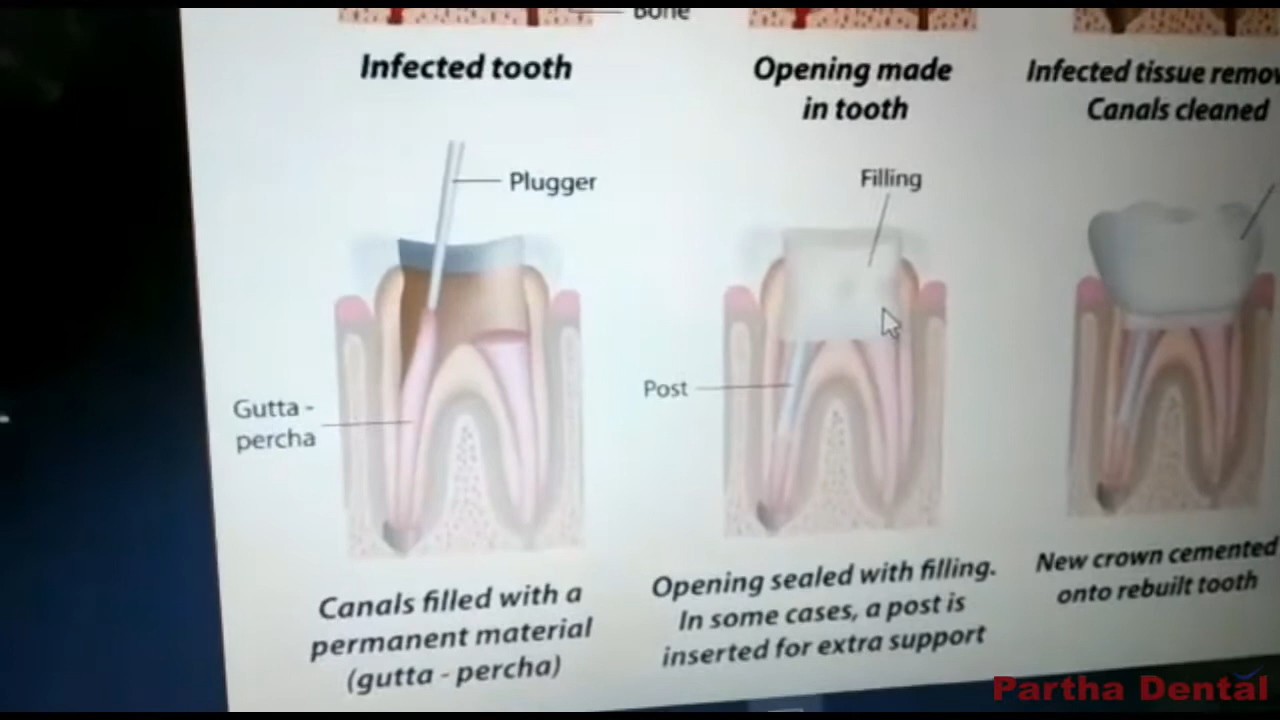 Bone
Infected tooth
Opening made
in tooth
Infected tissue
Canals cleaned
Plugger
Filling
Gutta -
percha
Post
Canals filled with a
permanent material
(gutta - percha)
Opening sealed with filling.
In some cases, a post is
inserted for extra support
New crown cemented
onto rebuilt tooth
Partha Dental